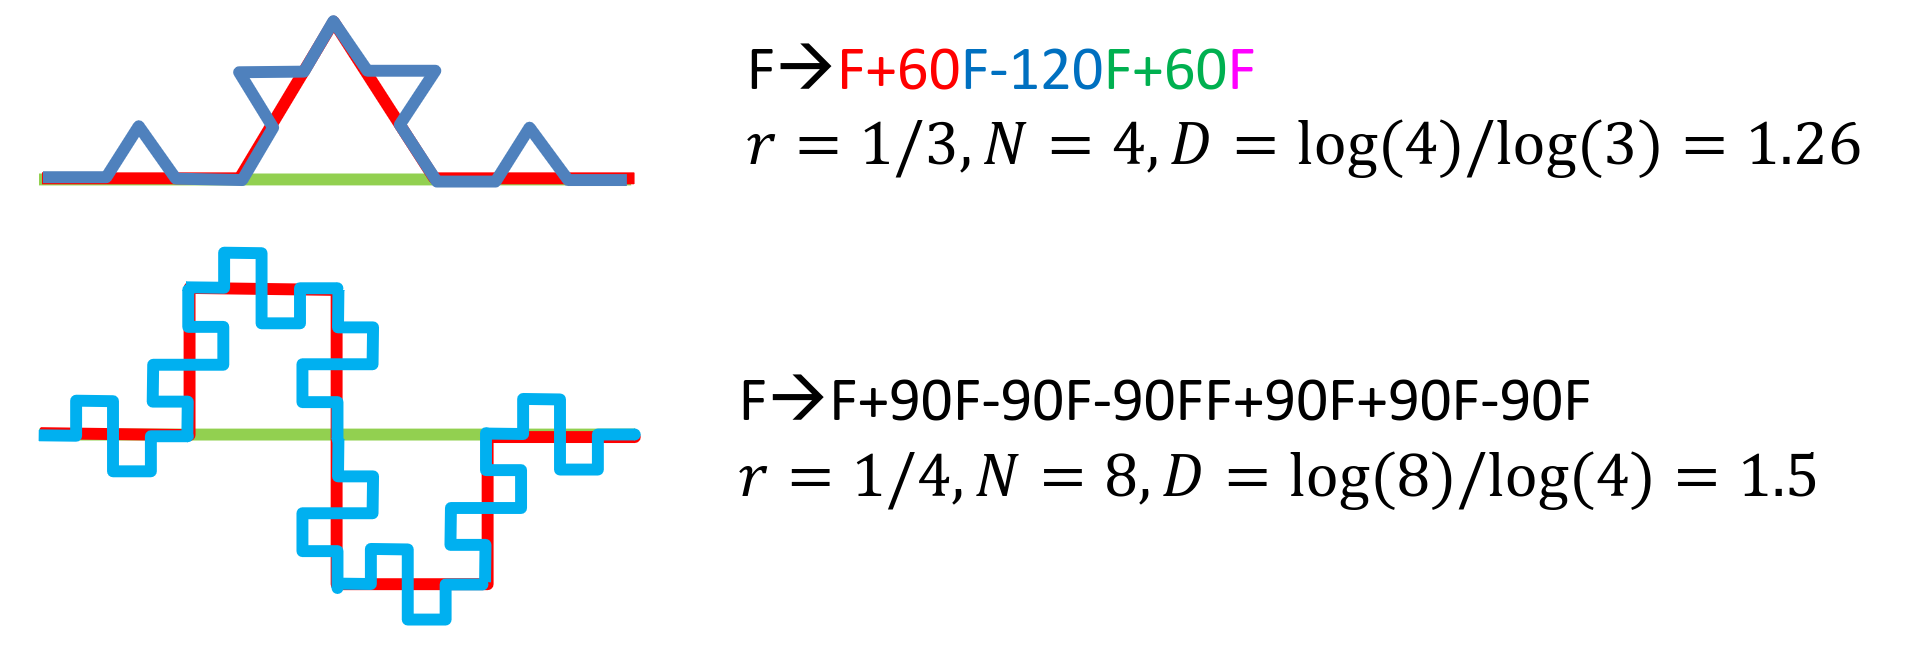 F→F+60F-120F+60F
r = 1/3, N = 4, D = log(4)/log(3) = 1.26
F→F+90F-90F-90FF+90F+90F-90F
r = 1/4, N = 8, D = log(8)/log(4) = 1.5